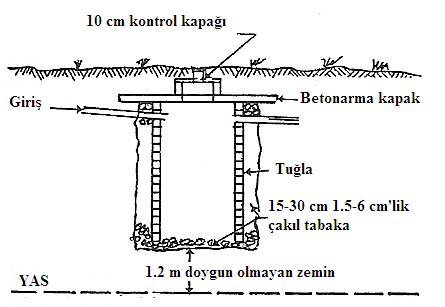 10 cm kontrol kapağı
Giriş
Betonarma kapak
Tuğla
15-30 cm 1.5-6 cm'lik
çakıl tabaka
1.2 m doygun olmayan zemin
YAS